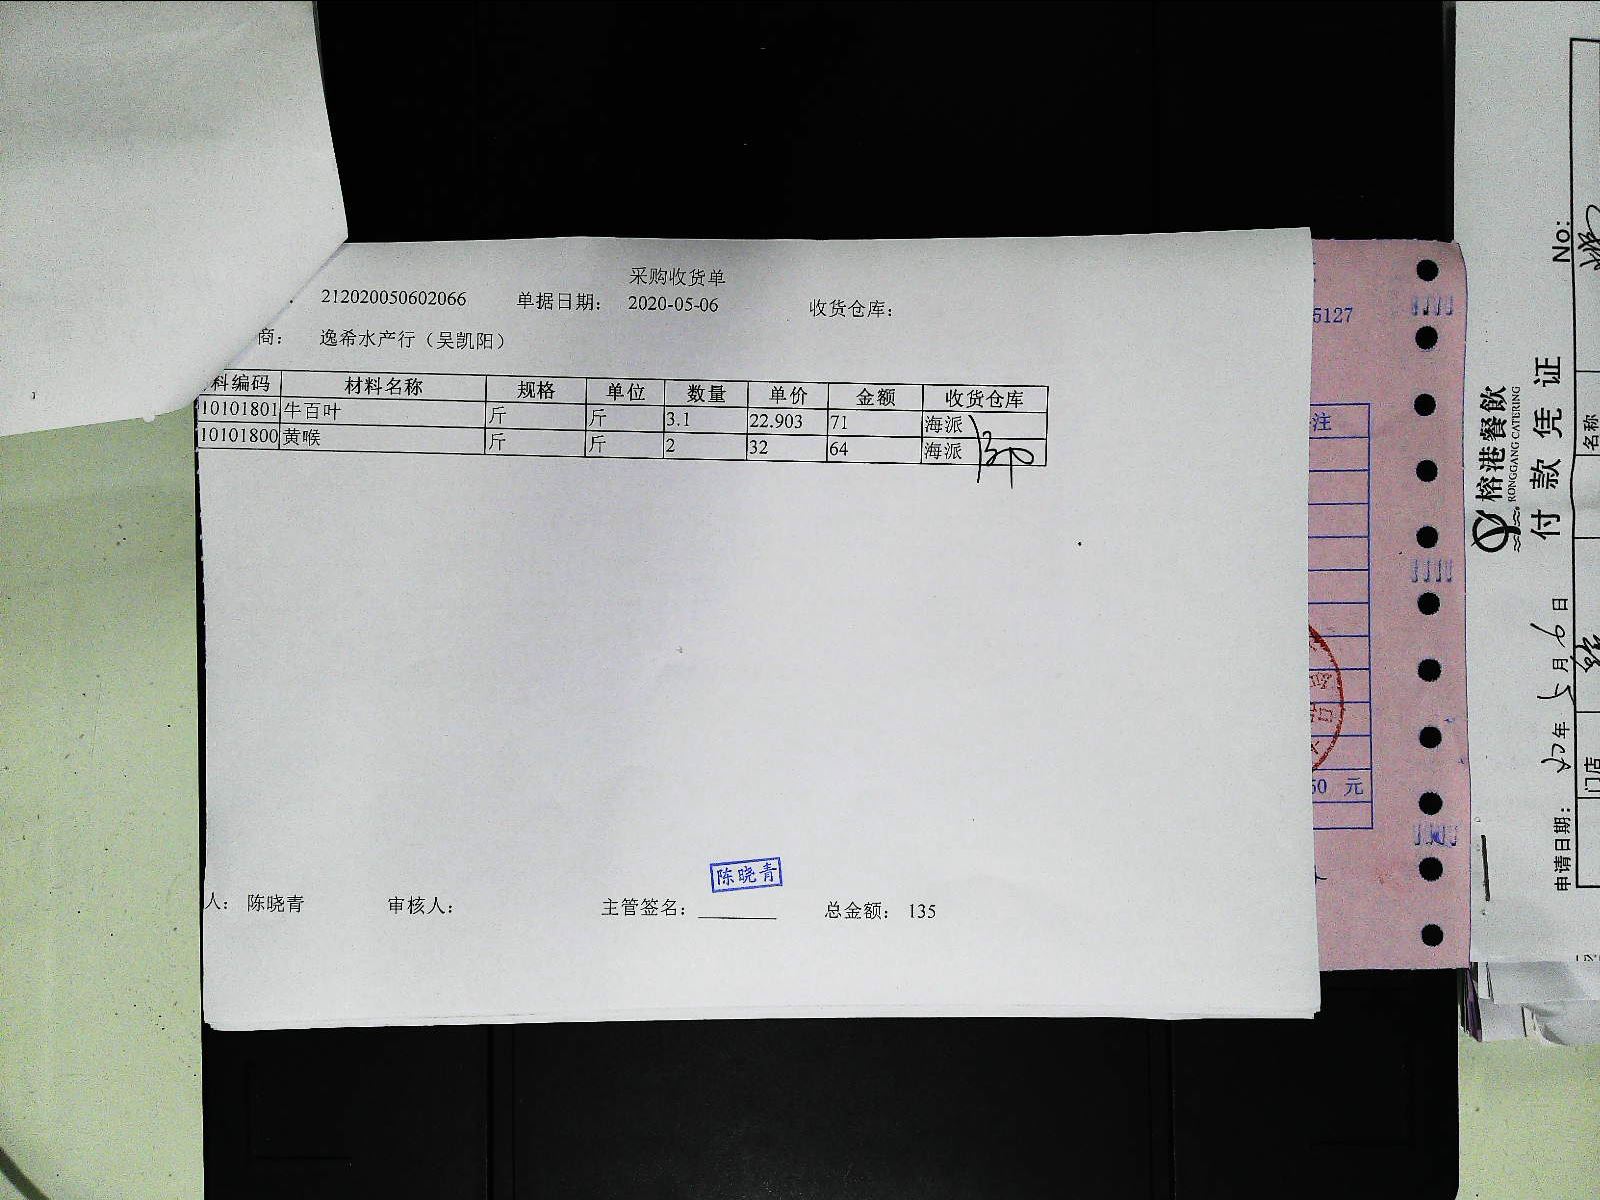 采购收货单
212020050602066 单据日期: 2020-05-06 收货仓库:
商: 逸希水产行（吴凯阳）
料编码 材料名称 规格 单位 数量 单价 金额 收货仓库
10101801 牛百叶 斤 斤 3.1 22.903 71 海派
10101800 黄喉 斤 斤 2 32 64 海派
陈晓青
人: 陈晓青 审核人: 主管签名: 总金额: 135
5127
注
60 元
榕港餐飲
RONGGANG CATERING
付款凭证
No:
申请日期: 年 5 月 9 日
门店
名称